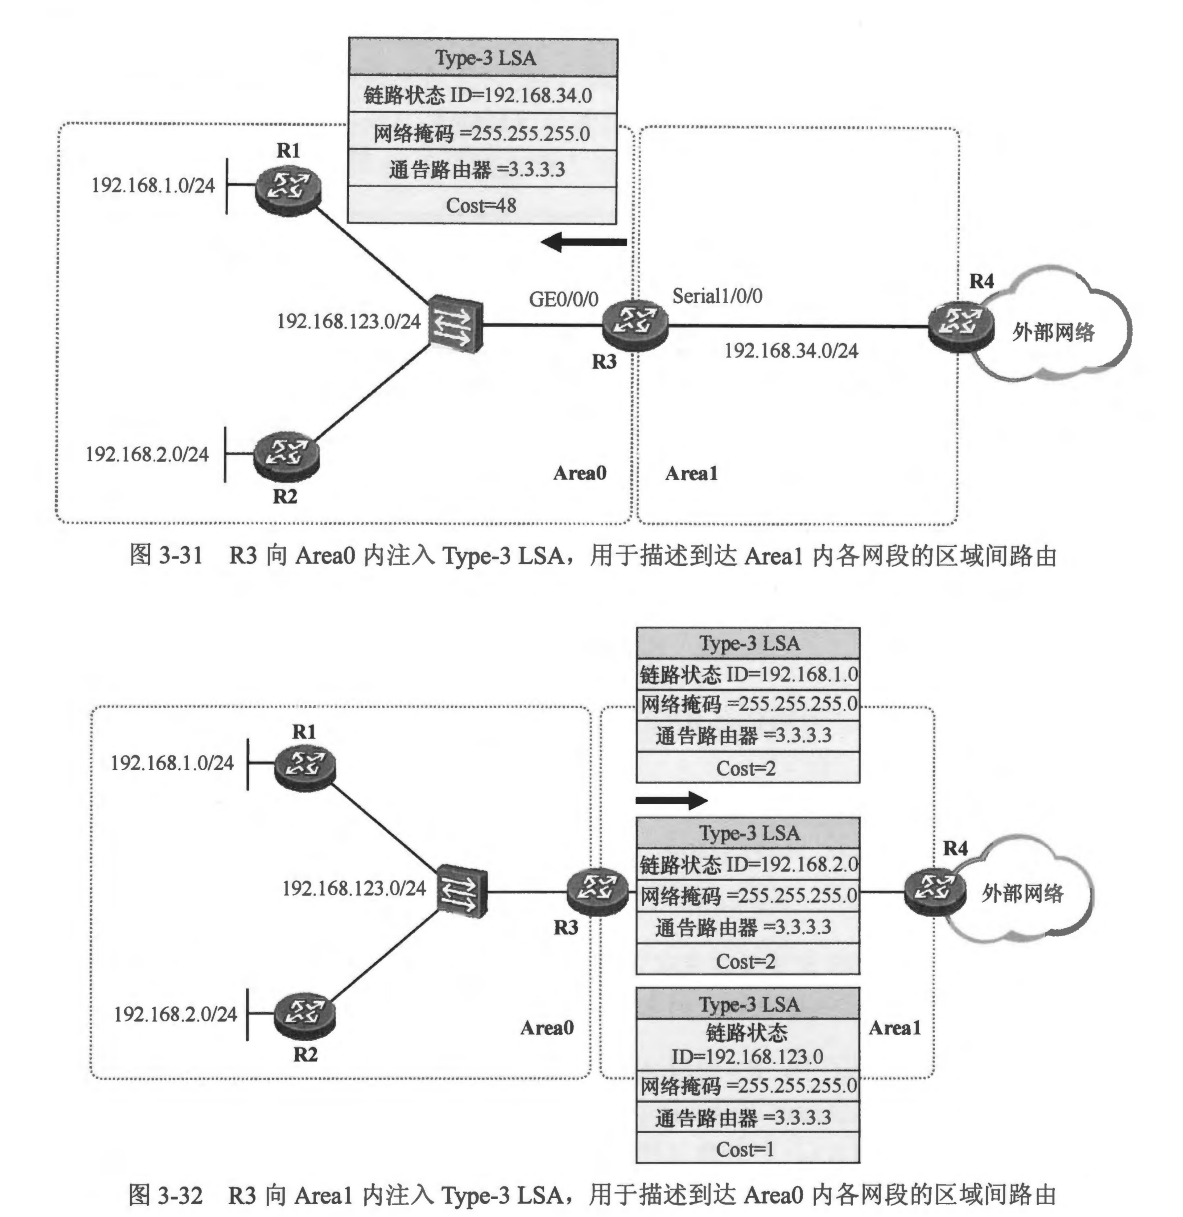 Type-3 LSA
链路状态 ID=192.168.34.0
网络掩码 =255.255.255.0
通告路由器 =3.3.3.3
Cost=48
R1
192.168.1.0/24
GE0/0/0
Serial1/0/0
R4
192.168.123.0/24
外部网络
R3
192.168.34.0/24
192.168.2.0/24
R2
Area0
Area1
图 3-31 R3 向 Area0 内注入 Type-3 LSA，用于描述到达 Area1 内各网段的区域间路由
Type-3 LSA
链路状态 ID=192.168.1.0
网络掩码 =255.255.255.0
通告路由器 =3.3.3.3
Cost=2
R1
192.168.1.0/24
Type-3 LSA
链路状态 ID=192.168.2.0
网络掩码 =255.255.255.0
通告路由器 =3.3.3.3
Cost=2
R4
192.168.123.0/24
外部网络
R3
Type-3 LSA
链路状态
ID=192.168.123.0
网络掩码 =255.255.255.0
通告路由器 =3.3.3.3
Cost=1
192.168.2.0/24
R2
Area0
Area1
图 3-32 R3 向 Area1 内注入 Type-3 LSA，用于描述到达 Area0 内各网段的区域间路由